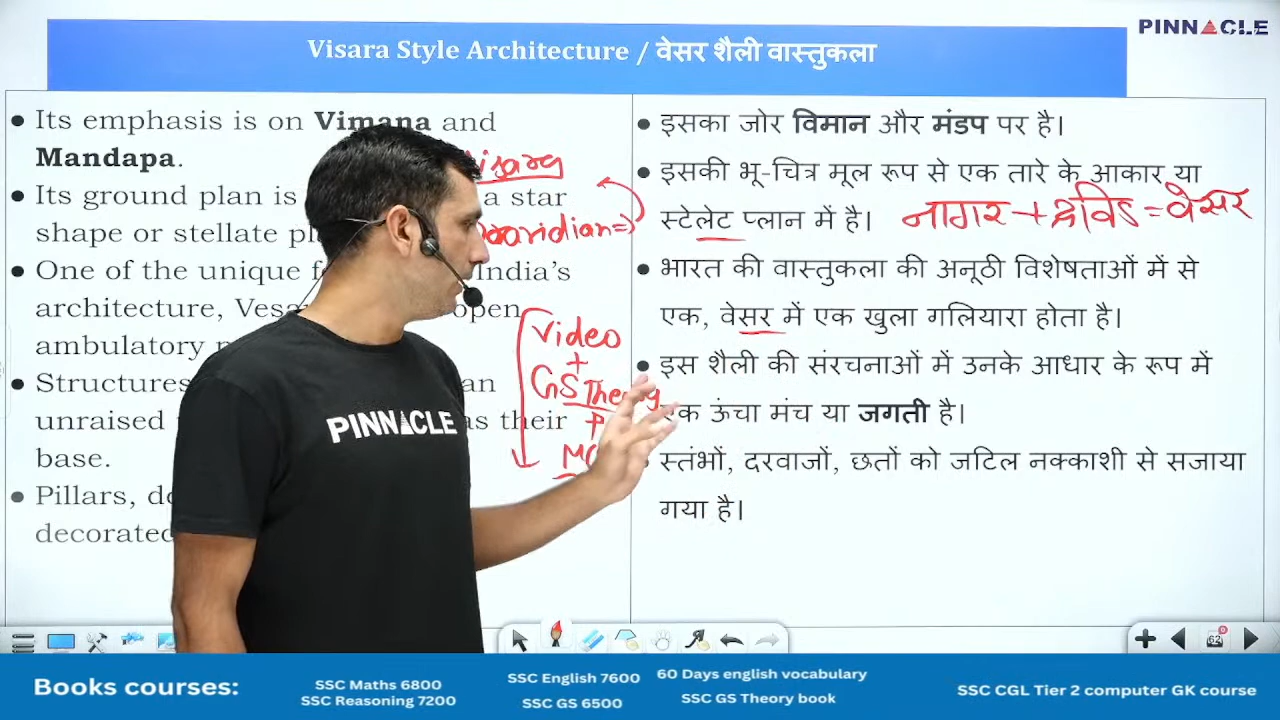 PINNACLE
Visara Style Architecture / वेसर शैली वास्तुकला
Its emphasis is on Vimana and
Mandapa.
Its ground plan is a star
shape or stellate
One of the unique India's
architecture, open
ambulatory
Structures an
unraised as their
base.
Pillars,
decorated
Video
+
GS Theory
इसका जोर विमान और मंडप पर है।
इसकी भू-चित्र मूल रूप से एक तारे के आकार या
स्टेलेट प्लान में है।
नागर + द्रविड = वेसर
भारत की वास्तुकला की अनूठी विशेषताओं में से
एक, वेसर में एक खुला गलियारा होता है।
इस शैली की संरचनाओं में उनके आधार के रूप में
एक ऊंचा मंच या जगती है।
स्तंभों, दरवाजों, छतों को जटिल नक्काशी से सजाया
गया है।
PINNACLE
62
Books courses:
SSC Maths 6800
SSC Reasoning 7200
SSC English 7600
SSC GS 6500
60 Days english vocabulary
SSC GS Theory book
SSC CGL Tier 2 computer GK course